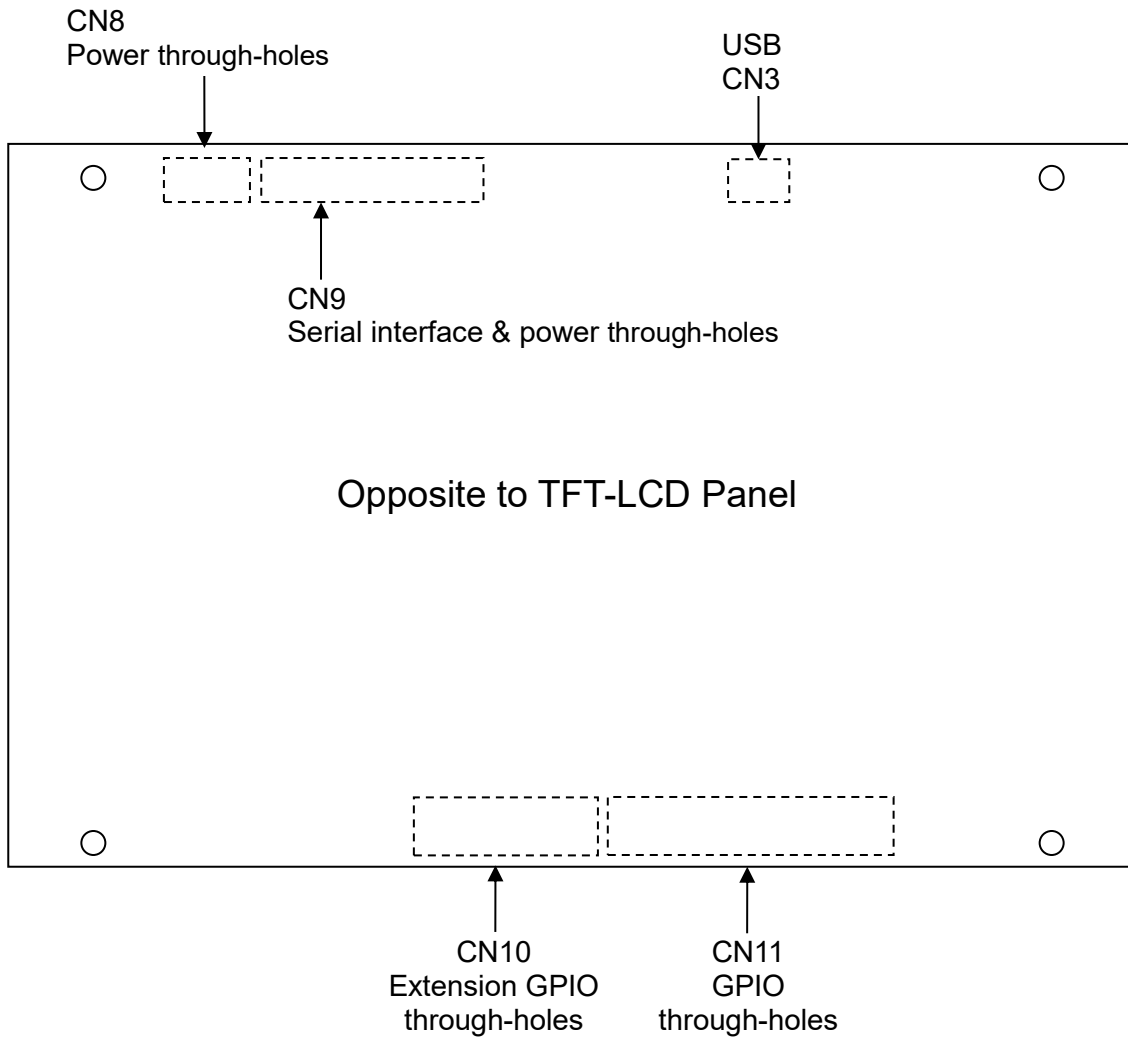 CN8
Power through-holes
USB
CN3
CN9
Serial interface & power through-holes
Opposite to TFT-LCD Panel
CN10
Extension GPIO
through-holes
CN11
GPIO
through-holes